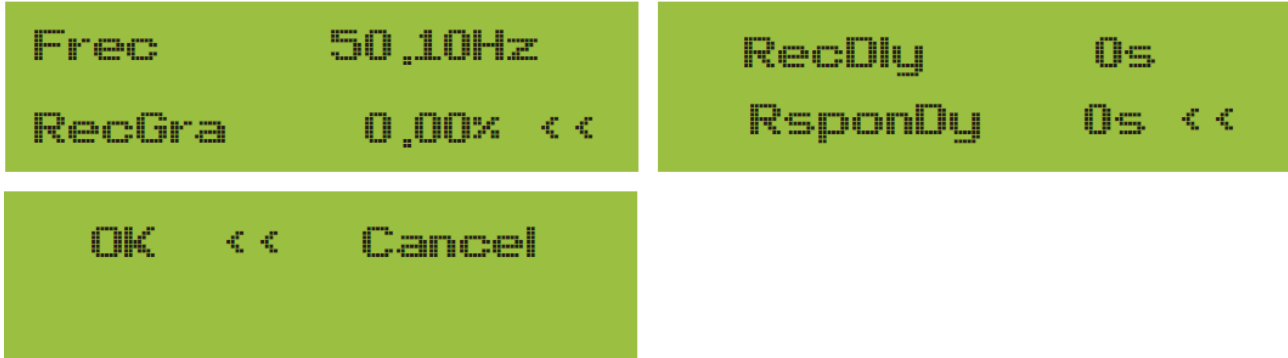 Frec 50.10Hz
RecGra 0.00% <<
RecDly 0s
RsponDy 0s <<
OK << Cancel